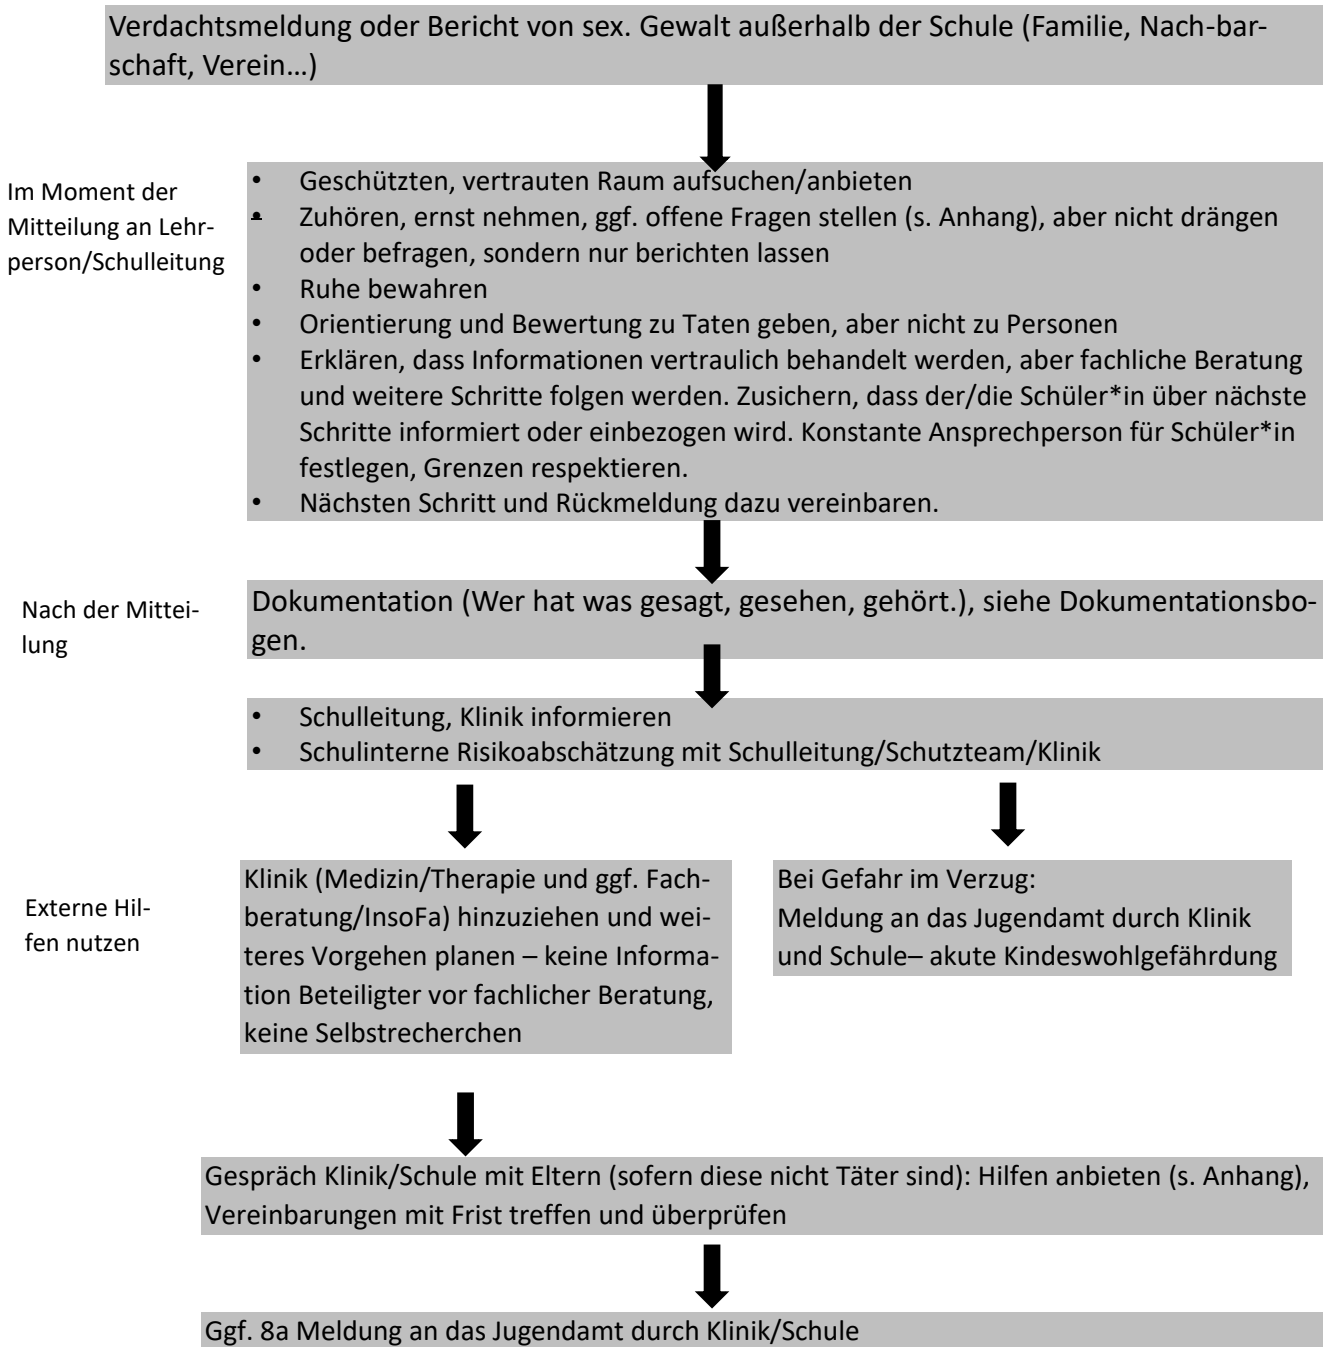 Verdachtsmeldung oder Bericht von sex. Gewalt außerhalb der Schule (Familie, Nach-bar-
schaft, Verein…)
Im Moment der
Mitteilung an Lehr-
person/Schulleitung
• Geschützten, vertrauten Raum aufsuchen/anbieten
• Zuhören, ernst nehmen, ggf. offene Fragen stellen (s. Anhang), aber nicht drängen
oder befragen, sondern nur berichten lassen
• Ruhe bewahren
• Orientierung und Bewertung zu Taten geben, aber nicht zu Personen
• Erklären, dass Informationen vertraulich behandelt werden, aber fachliche Beratung
und weitere Schritte folgen werden. Zusichern, dass der/die Schüler*in über nächste
Schritte informiert oder einbezogen wird. Konstante Ansprechperson für Schüler*in
festlegen, Grenzen respektieren.
• Nächsten Schritt und Rückmeldung dazu vereinbaren.
Nach der Mittei-
lung
Dokumentation (Wer hat was gesagt, gesehen, gehört.), siehe Dokumentationsbo-
gen.
• Schulleitung, Klinik informieren
• Schulinterne Risikoabschätzung mit Schulleitung/Schutzteam/Klinik
Externe Hil-
fen nutzen
Klinik (Medizin/Therapie und ggf. Fach-
beratung/InsoFa) hinzuziehen und wei-
teres Vorgehen planen – keine Informa-
tion Beteiligter vor fachlicher Beratung,
keine Selbstrecherchen
Bei Gefahr im Verzug:
Meldung an das Jugendamt durch Klinik
und Schule– akute Kindeswohlgefährdung
Gespräch Klinik/Schule mit Eltern (sofern diese nicht Täter sind): Hilfen anbieten (s. Anhang),
Vereinbarungen mit Frist treffen und überprüfen
Ggf. 8a Meldung an das Jugendamt durch Klinik/Schule